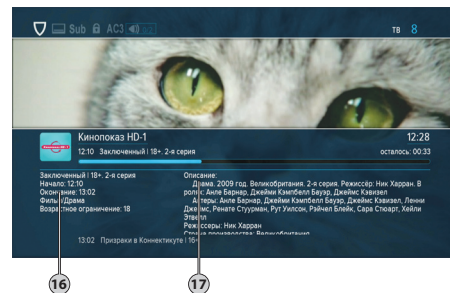 Sub AC3
ТВ 8
Кинопоказ HD-1 12:28
12:10 Заключенный | 18+. 2-я серия осталось: 00:33
Заключенный | 18+. 2-я серия
Начало: 12:10
Окончание: 13:02
Фильм/Драма
Возрастное ограничение: 18
Описание:
Драма. 2009 год. Великобритания. 2-я серия. Режиссёр: Ник Харран. В
ролях: Анле Барнар, Джейми Кэмпбелл Бауэр, Джеймс Кэвизел
Актеры: Анле Барнар, Джейми Кэмпбелл Бауэр, Джеймс Кэвизел, Ленни
Джеймс, Ренате Стуурман, Рут Уилсон, Рэйчел Блейк, Сара Стюарт, Хейли
Этвелл
Режиссеры: Ник Харран
Страна производства: Великобритания
13:02 Призраки в Коннектикуте | 16+
16 17